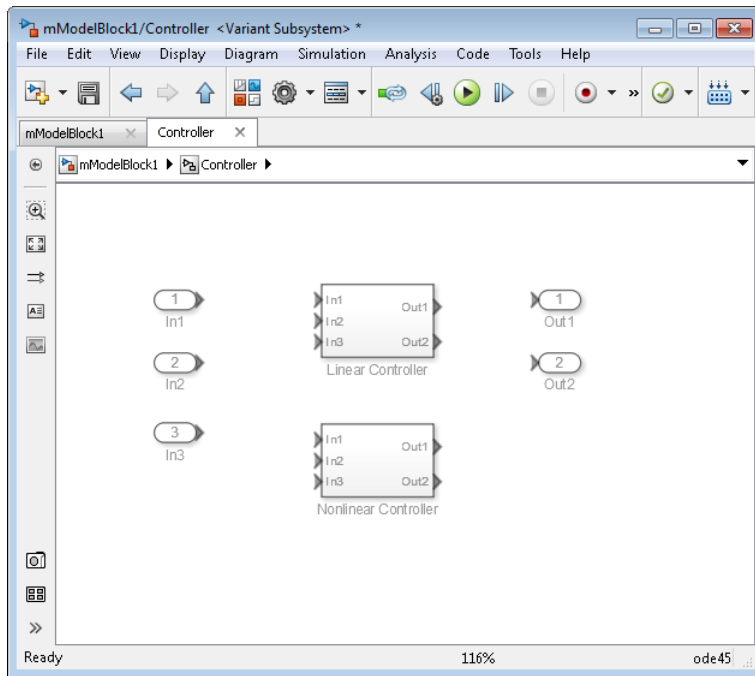 mModelBlock1/Controller <Variant Subsystem> *
File Edit View Display Diagram Simulation Analysis Code Tools Help
mModelBlock1 Controller
mModelBlock1 Controller
1
In1
2
In2
3
In3
In1
In2
In3
Out1
Out2
Linear Controller
In1
In2
In3
Out1
Out2
Nonlinear Controller
1
Out1
2
Out2
Ready 116% ode45